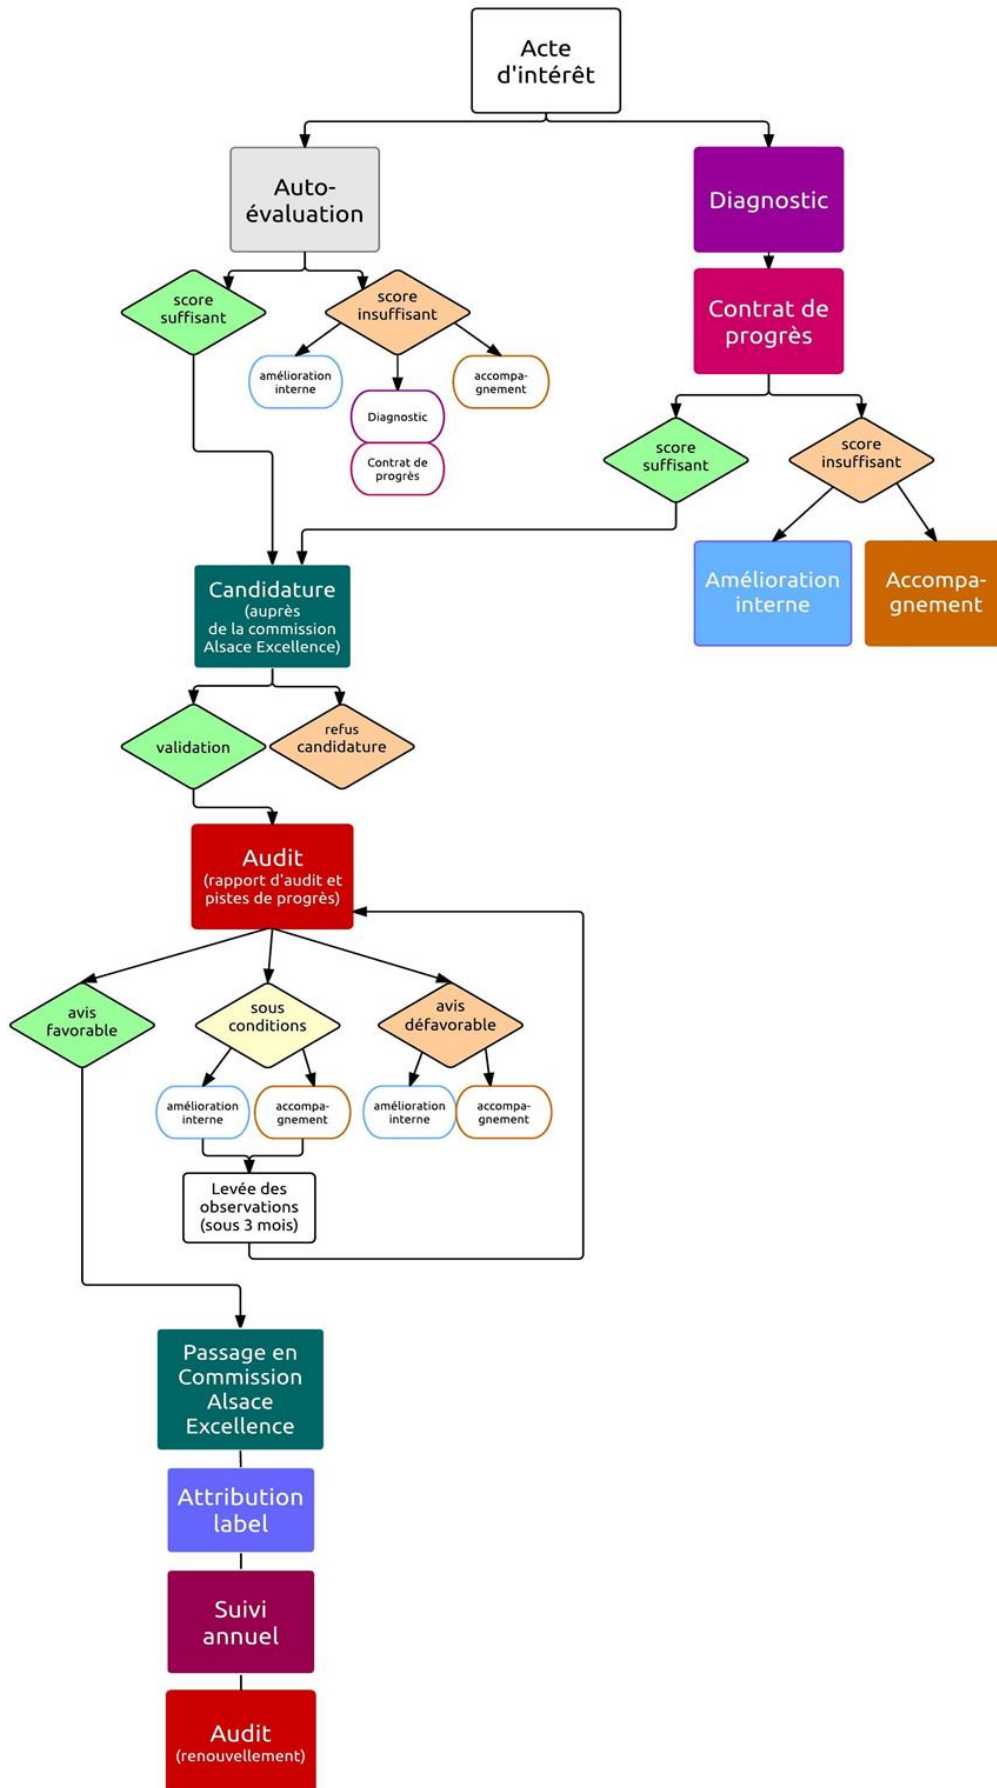 Acte
d'intérêt
Auto-
évaluation
Diagnostic
score
suffisant
score
insuffisant
Contrat de
progrès
amélioration
interne
accompa-
gnement
Diagnostic
Contrat de
progrès
score
suffisant
score
insuffisant
Amélioration
interne
Accompa-
gnement
Candidature
(auprès
de la commission
Alsace Excellence)
validation
refus
candidature
Audit
(rapport d'audit et
pistes de progrès)
avis
favorable
sous
conditions
avis
défavorable
amélioration
interne
accompa-
gnement
amélioration
interne
accompa-
gnement
Levée des
observations
(sous 3 mois)
Passage en
Commission
Alsace
Excellence
Attribution
label
Suivi
annuel
Audit
(renouvellement)